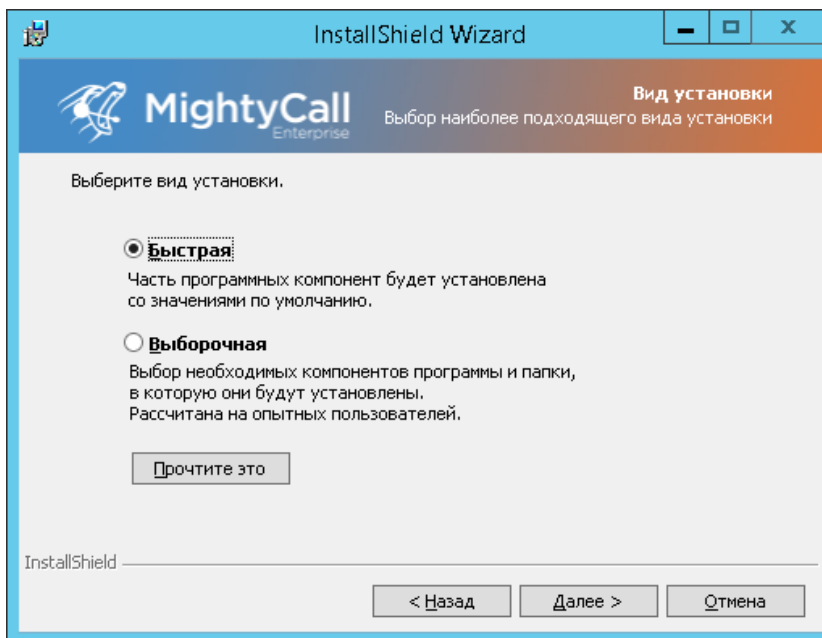 InstallShield Wizard
MightyCall
Enterprise
Вид установки
Выбор наиболее подходящего вида установки
Выберите вид установки.
Быстрая
Часть программных компонент будет установлена
со значениями по умолчанию.
Выборочная
Выбор необходимых компонентов программы и папки,
в которую они будут установлены.
Рассчитана на опытных пользователей.
Прочтите это
InstallShield
< Назад
Далее >
Отмена